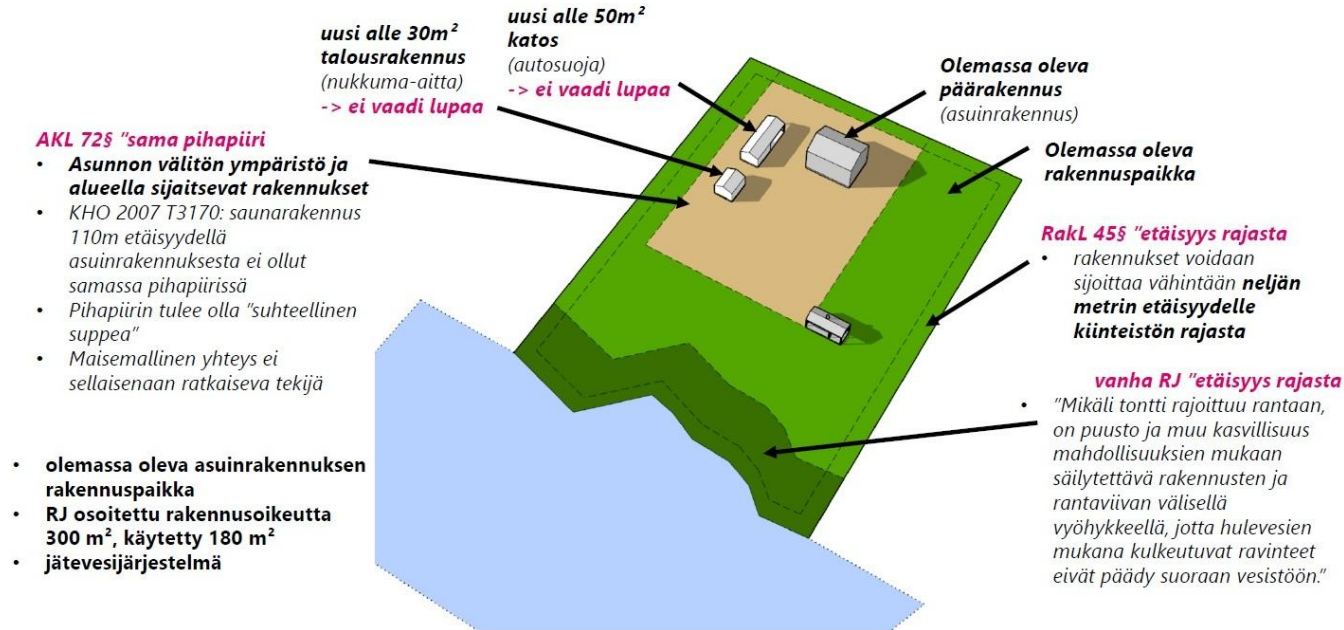 uusi alle 30m²
talousrakennus
(nukkuma-aitta)
-> ei vaadi lupaa
uusi alle 50m²
katos
(autosuoja)
-> ei vaadi lupaa
Olemassa oleva
päärakennus
(asuinrakennus)
Olemassa oleva
rakennuspaikka
AKL 72§ "sama pihapiiri
• Asunnon välitön ympäristö ja
alueella sijaitsevat rakennukset
• KHO 2007 T3170: saunarakennus
110m etäisyydellä
asuinrakennuksesta ei ollut
samassa pihapiirissä
• Pihapiirin tulee olla "suhteellinen
suppea"
• Maisemallinen yhteys ei
sellaisenaan ratkaiseva tekijä
• olemassa oleva asuinrakennuksen
rakennuspaikka
• RJ osoitettu rakennusoikeutta
300 m², käytetty 180 m²
• jätevesijärjestelmä
RakL 45§ "etäisyys rajasta
• rakennukset voidaan
sijoittaa vähintään neljän
metrin etäisyydelle
kiinteistön rajasta
vanha RJ "etäisyys rajasta
• "Mikäli tontti rajoittuu rantaan,
on puusto ja muu kasvillisuus
mahdollisuuksien mukaan
säilytettävä rakennusten ja
rantaviivan välisellä
vyöhykkeellä, jotta hulevesien
mukana kulkeutuvat ravinteet
eivät päädy suoraan vesistöön."